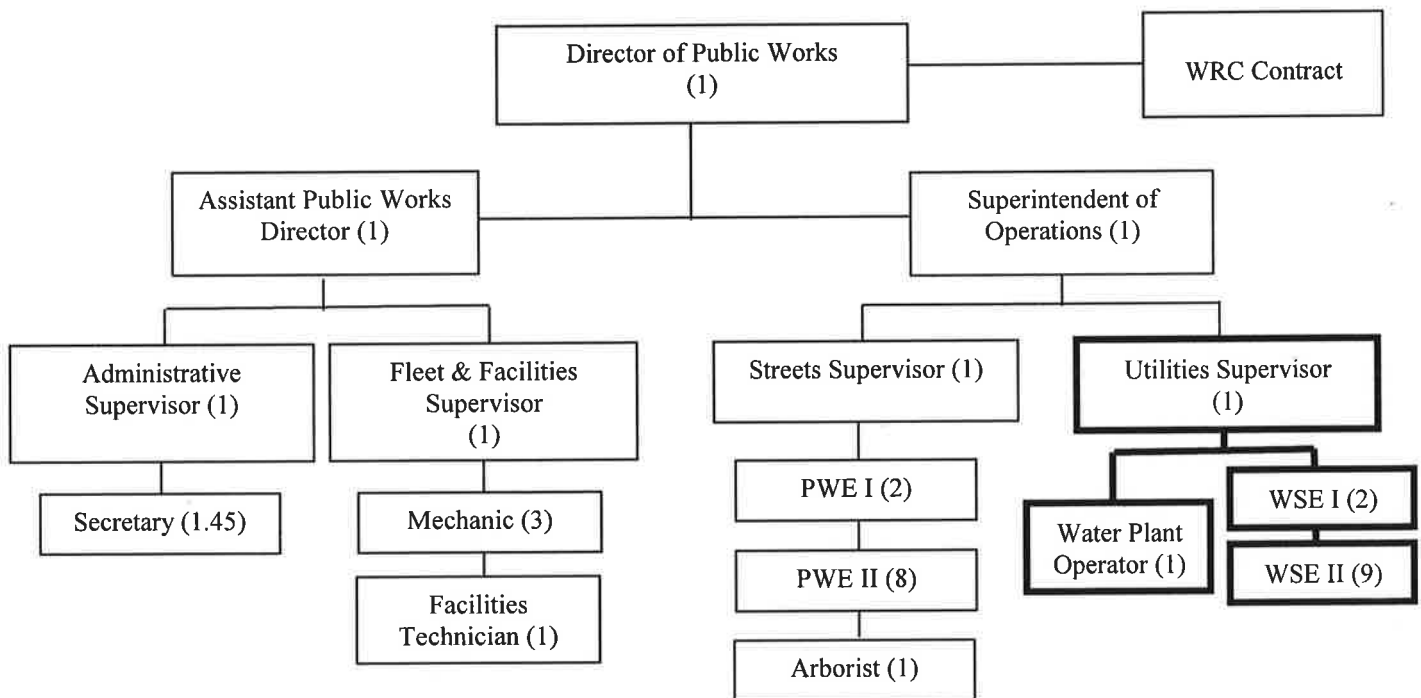 Director of Public Works
(1)
WRC Contract
Assistant Public Works
Director (1)
Superintendent of
Operations (1)
Administrative
Supervisor (1)
Fleet & Facilities
Supervisor
(1)
Streets Supervisor (1)
Utilities Supervisor
(1)
Secretary (1.45)
Mechanic (3)
Facilities
Technician (1)
PWE I (2)
PWE II (8)
Arborist (1)
Water Plant
Operator (1)
WSE I (2)
WSE II (9)